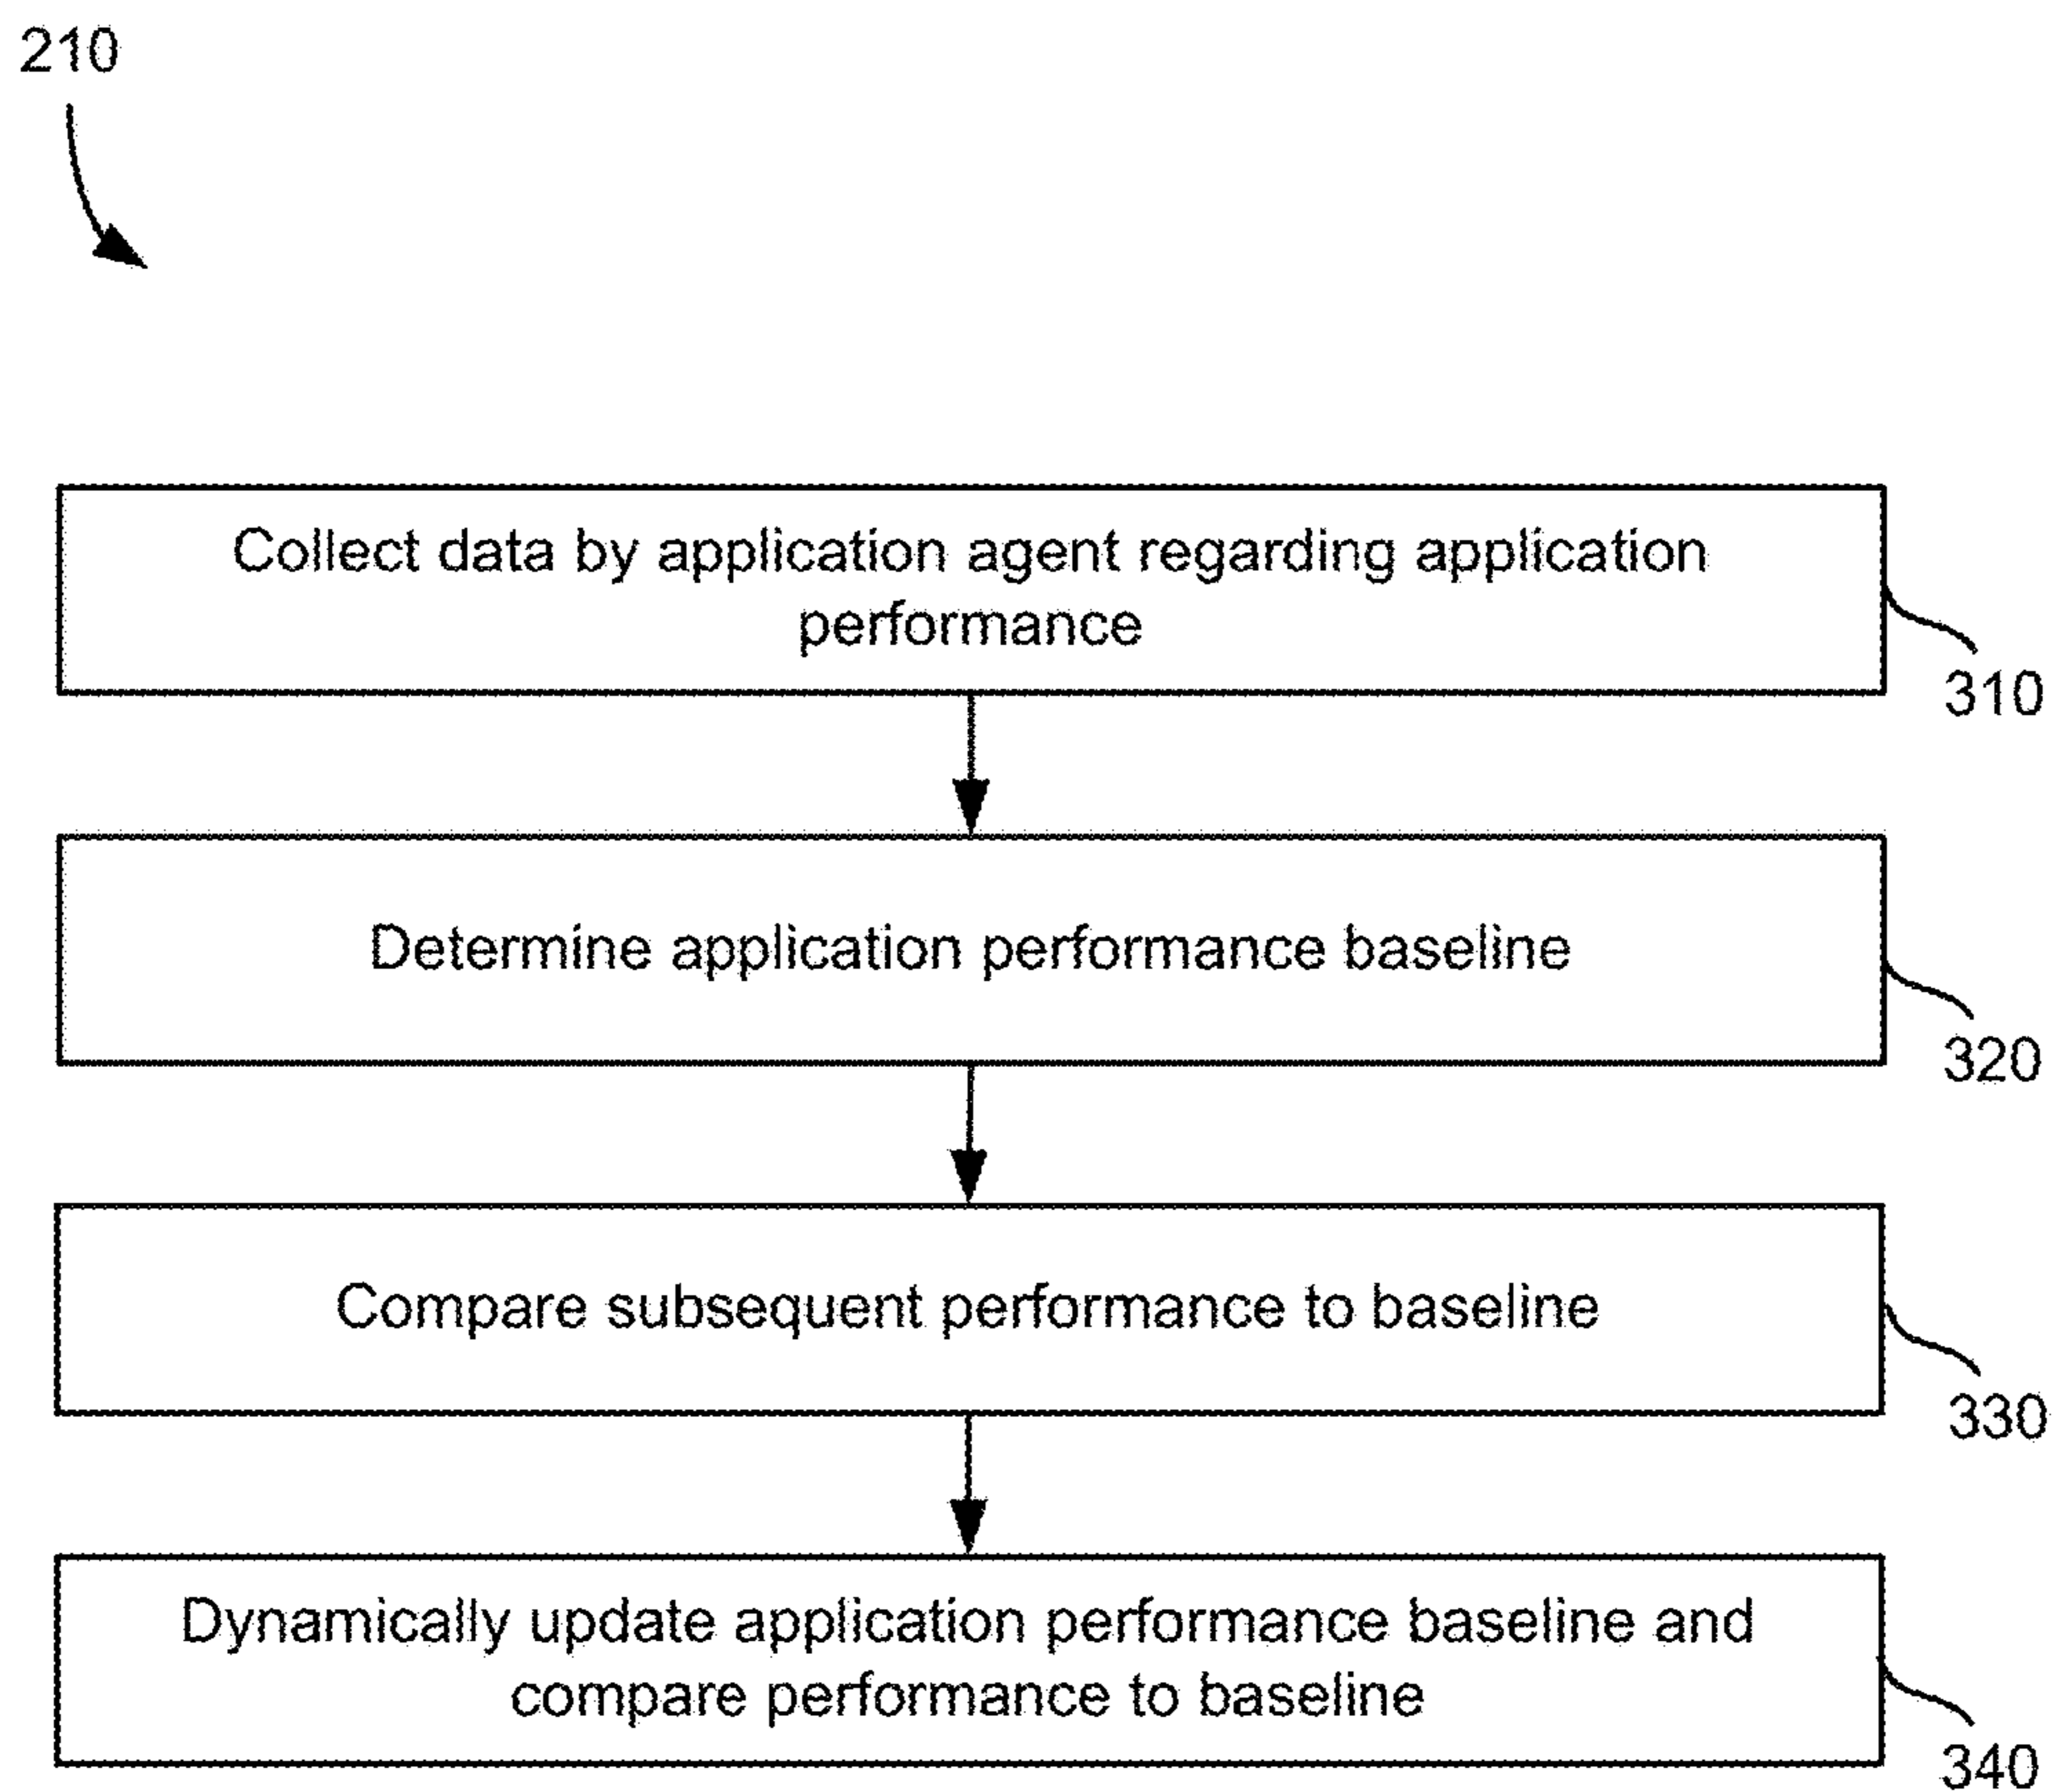 210
Collect data by application agent regarding application
performance
310
Determine application performance baseline
320
Compare subsequent performance to baseline
330
Dynamically update application performance baseline and
compare performance to baseline
340